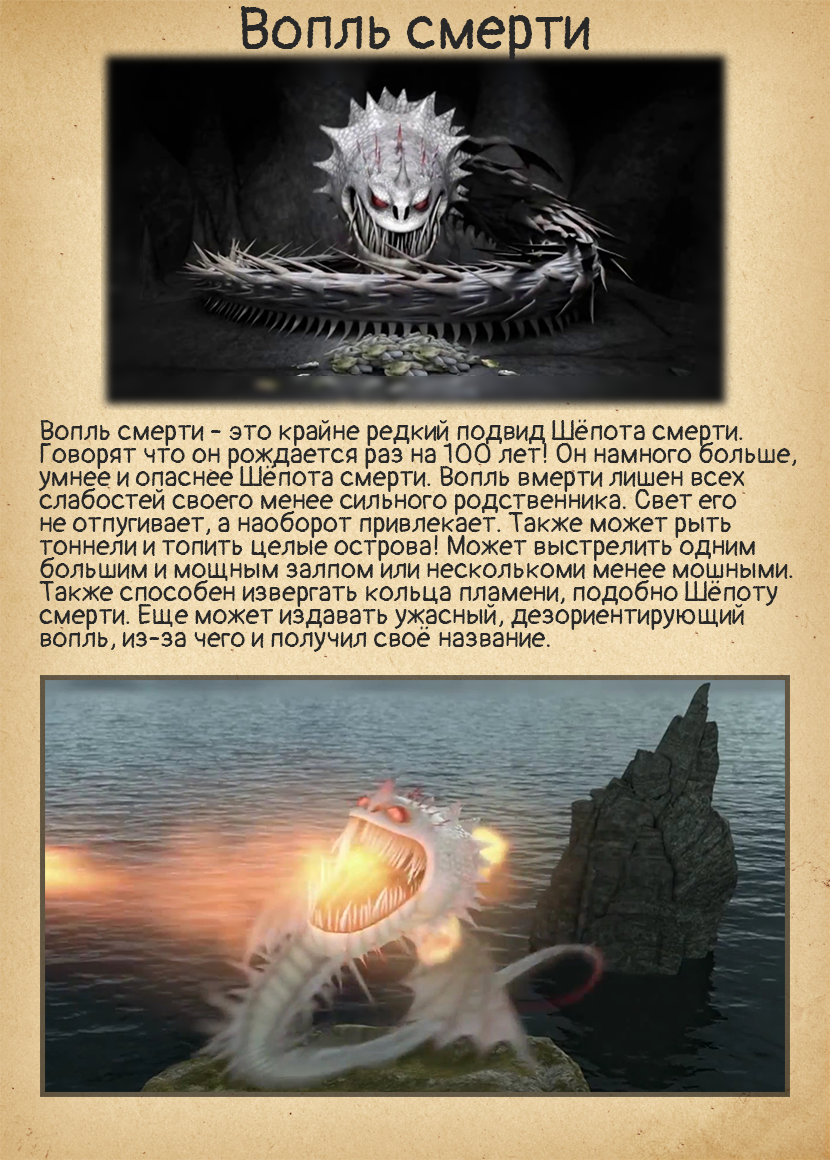 Вопль смерти
Вопль смерти - это крайне редкий подвид Шёпота смерти.
Говорят что он рождается раз на 100 лет! Он намного больше,
умнее и опаснее Шёпота смерти. Вопль вмерти лишен всех
слабостей своего менее сильного родственника. Свет его
не отпугивает, а наоборот привлекает. Также может рыть
тоннели и топить целые острова! Может выстрелить одним
большим и мощным залпом или несколькоми менее мошными.
Также способен извергать кольца пламени, подобно Шёпоту
смерти. Еще может издавать ужасный, дезориентирующий
вопль, из-за чего и получил своё название.